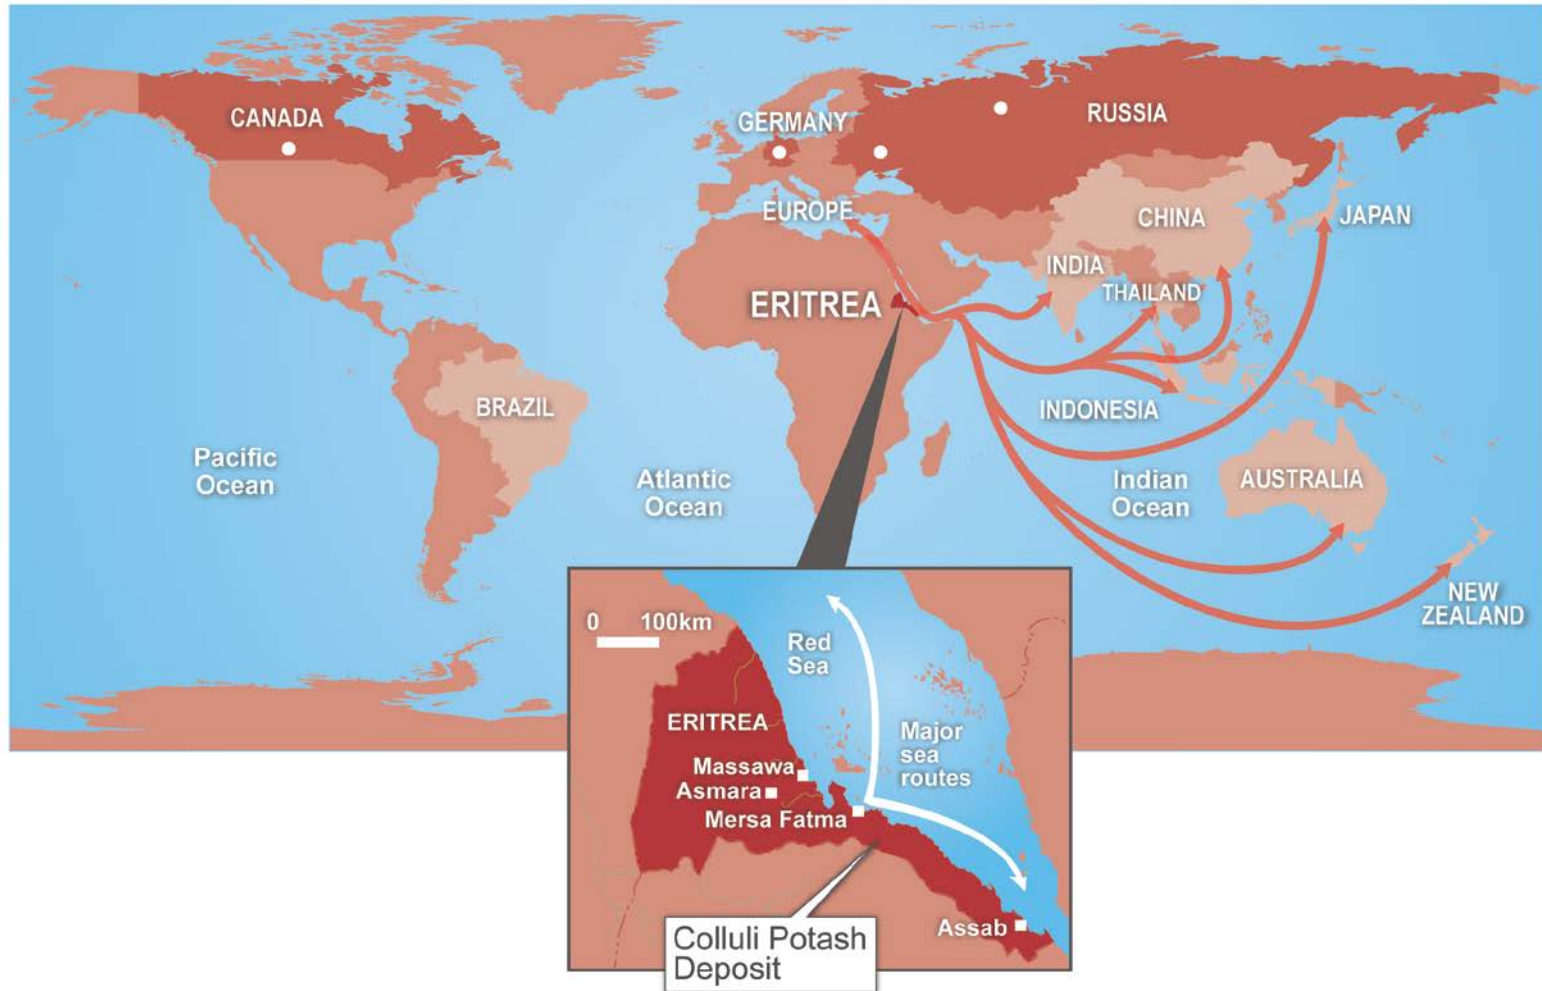 CANADA
GERMANY
RUSSIA
EUROPE
CHINA
JAPAN
INDIA
THAILAND
ERITREA
BRAZIL
INDONESIA
Pacific
Ocean
Atlantic
Ocean
Indian
Ocean
AUSTRALIA
NEW
ZEALAND
0 100km
Red
Sea
ERITREA
Major
sea
routes
Massawa
Asmara
Mersa Fatma
Assab
Colluli Potash
Deposit